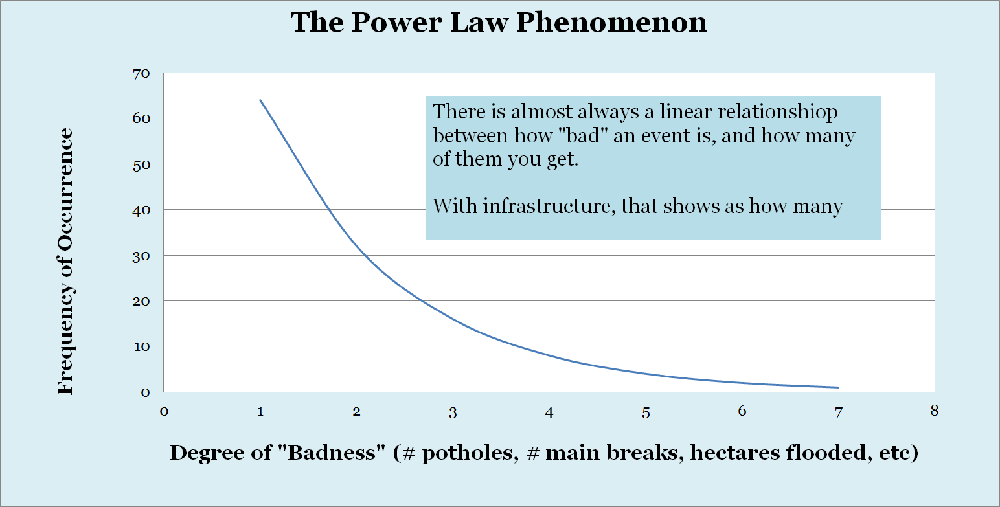 The Power Law Phenomenon
70
60
50
40
30
20
10
0
Frequency of Occurrence
There is almost always a linear relationshiop
between how "bad" an event is, and how many
of them you get.
With infrastructure, that shows as how many
0 1 2 3 4 5 6 7 8
Degree of "Badness" (# potholes, # main breaks, hectares flooded, etc)